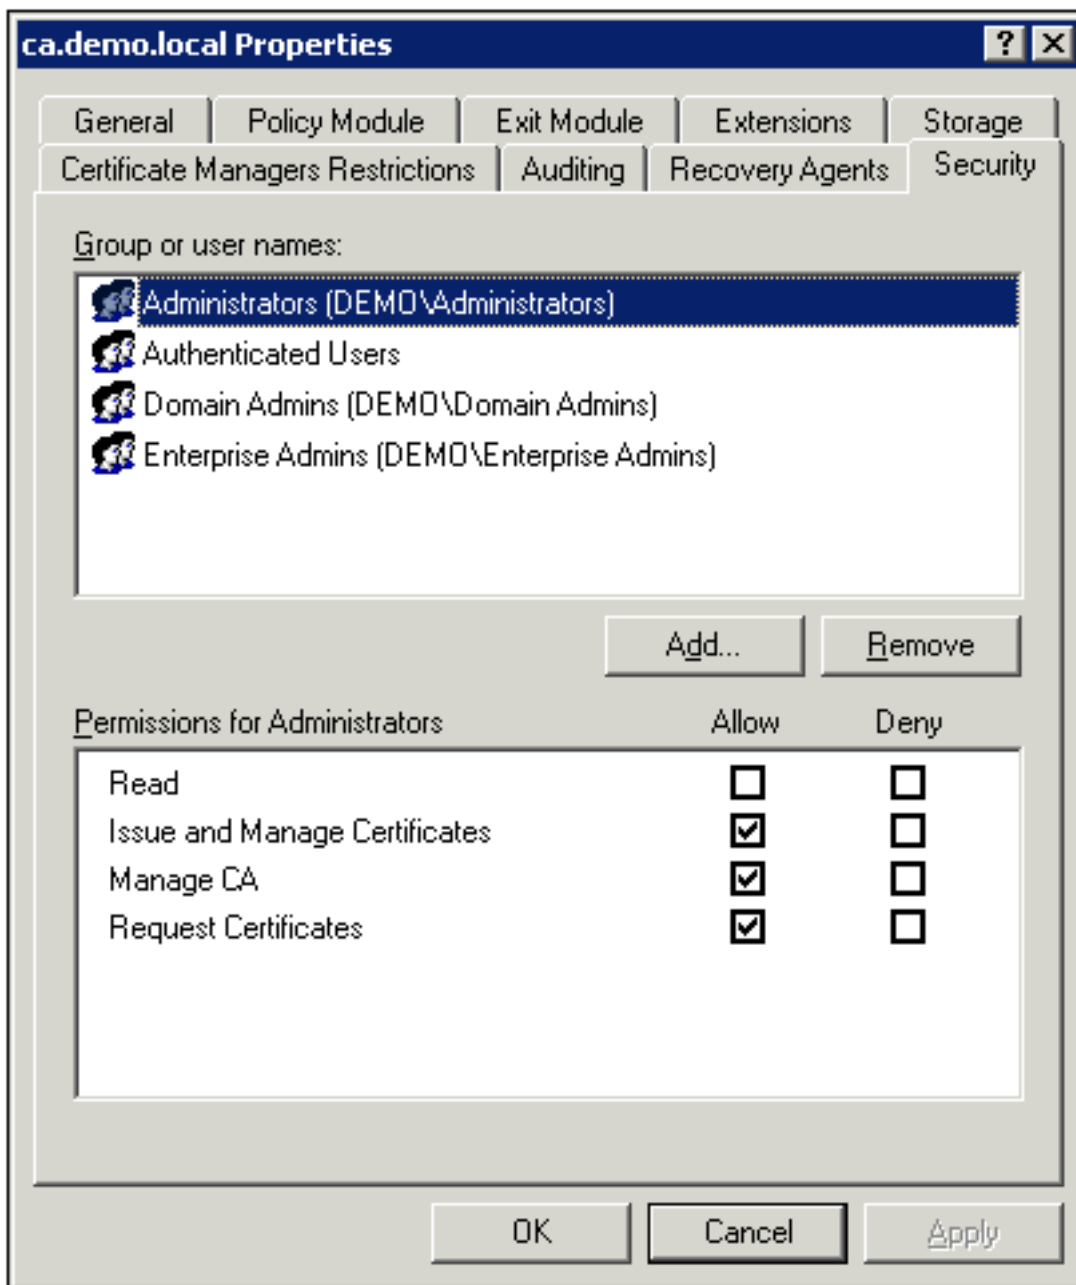 ca.demo.local Properties
General Policy Module Exit Module Extensions Storage
Certificate Managers Restrictions Auditing Recovery Agents Security
Group or user names:
Administrators (DEMO\Administrators)
Authenticated Users
Domain Admins (DEMO\Domain Admins)
Enterprise Admins (DEMO\Enterprise Admins)
Add... Remove
Permissions for Administrators Allow Deny
Read
Issue and Manage Certificates
Manage CA
Request Certificates
OK Cancel Apply